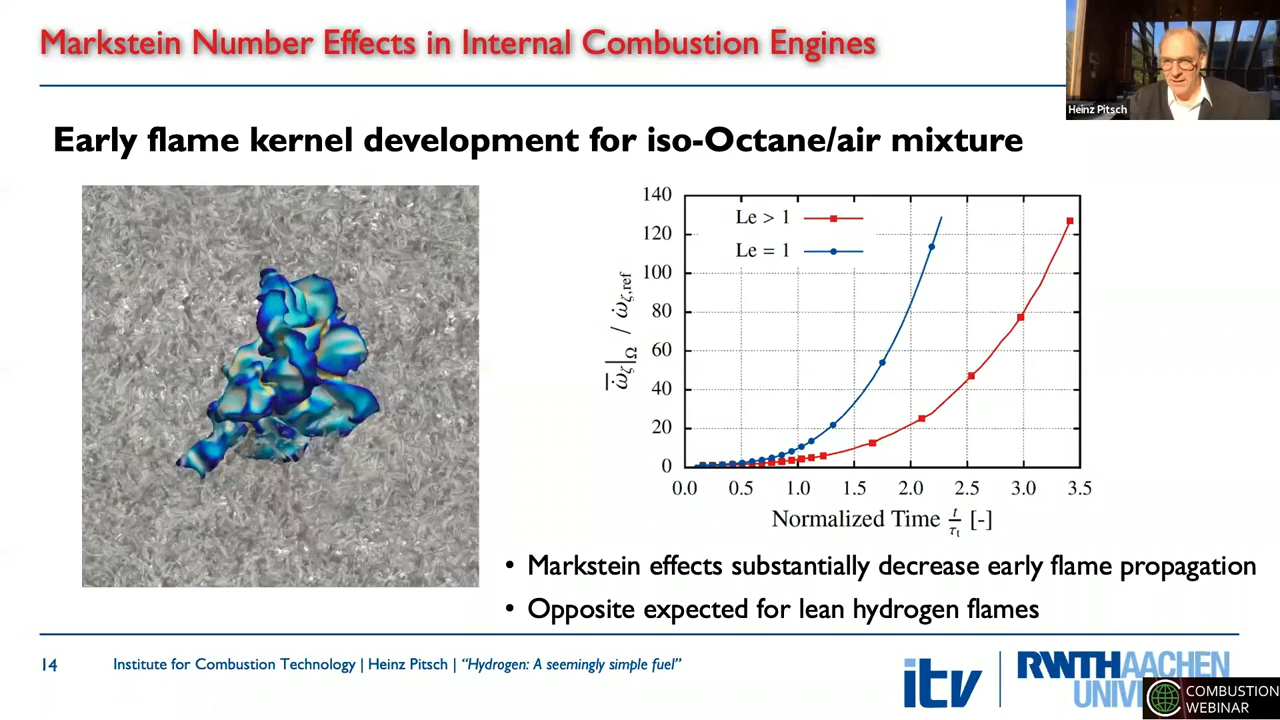 Markstein Number Effects in Internal Combustion Engines
Heinz Pitsch
Early flame kernel development for iso-Octane/air mixture
140
120
100
80
60
40
20
0
Le > 1
Le = 1
ω̇ζ|Ω / ω̇ζ,ref
0.0 0.5 1.0 1.5 2.0 2.5 3.0 3.5
Normalized Time t/τt [-]
• Markstein effects substantially decrease early flame propagation
• Opposite expected for lean hydrogen flames
14
Institute for Combustion Technology | Heinz Pitsch | “Hydrogen: A seemingly simple fuel”
itv
RWTHAACHEN
UNIV
COMBUSTION
WEBINAR